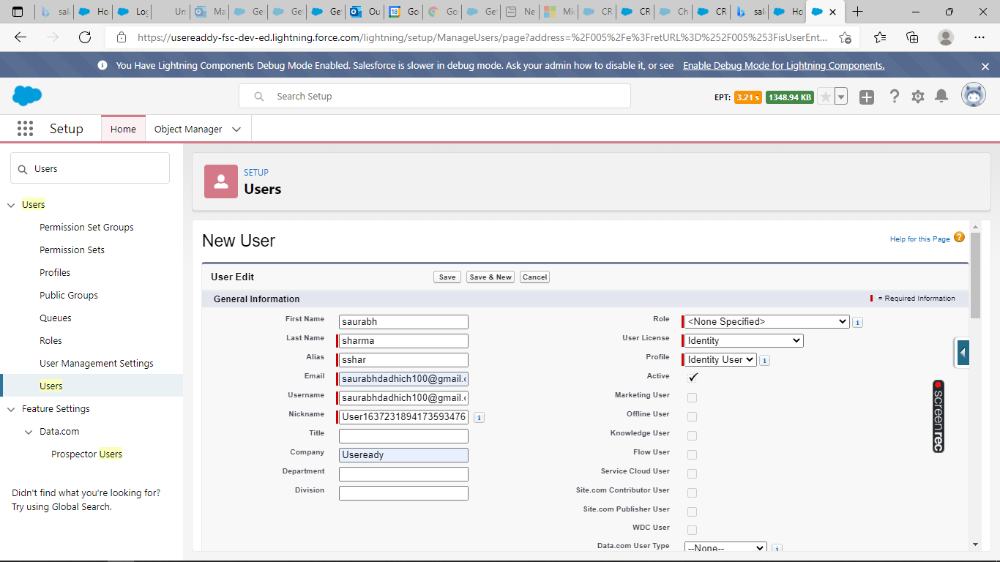 sale
Ho
Log
Un
Ma
Ge
Ge
Ge
Ou
Go
Go
Ge
Ne
Mi
CR
CR
Ch
CR
sale
Ho
https://usereaddy-fsc-dev-ed.lightning.force.com/lightning/setup/ManageUsers/page?address=%2F005%2Fe%3FretURL%3D%252F005%253FisUserEnt...
You Have Lightning Components Debug Mode Enabled. Salesforce is slower in debug mode. Ask your admin how to disable it, or see Enable Debug Mode for Lightning Components.
Search Setup
EPT: 3.21 s 1348.94 KB
Setup Home Object Manager
Users
SETUP
Users
Users
Permission Set Groups
Permission Sets
Profiles
Public Groups
Queues
Roles
User Management Settings
Users
Feature Settings
Data.com
Prospector Users
Didn't find what you're looking for?
Try using Global Search.
New User
Help for this Page
User Edit Save Save & New Cancel
General Information = Required Information
First Name saurabh
Last Name sharma
Alias sshar
Email saurabhdadhich100@gmail.c
Username saurabhdadhich100@gmail.c
Nickname User1637231894173593476
Title
Company Useready
Department
Division
Role <None Specified>
User License Identity
Profile Identity User
Active
Marketing User
Offline User
Knowledge User
Flow User
Service Cloud User
Site.com Contributor User
Site.com Publisher User
WDC User
Data.com User Type --None--
screenrec